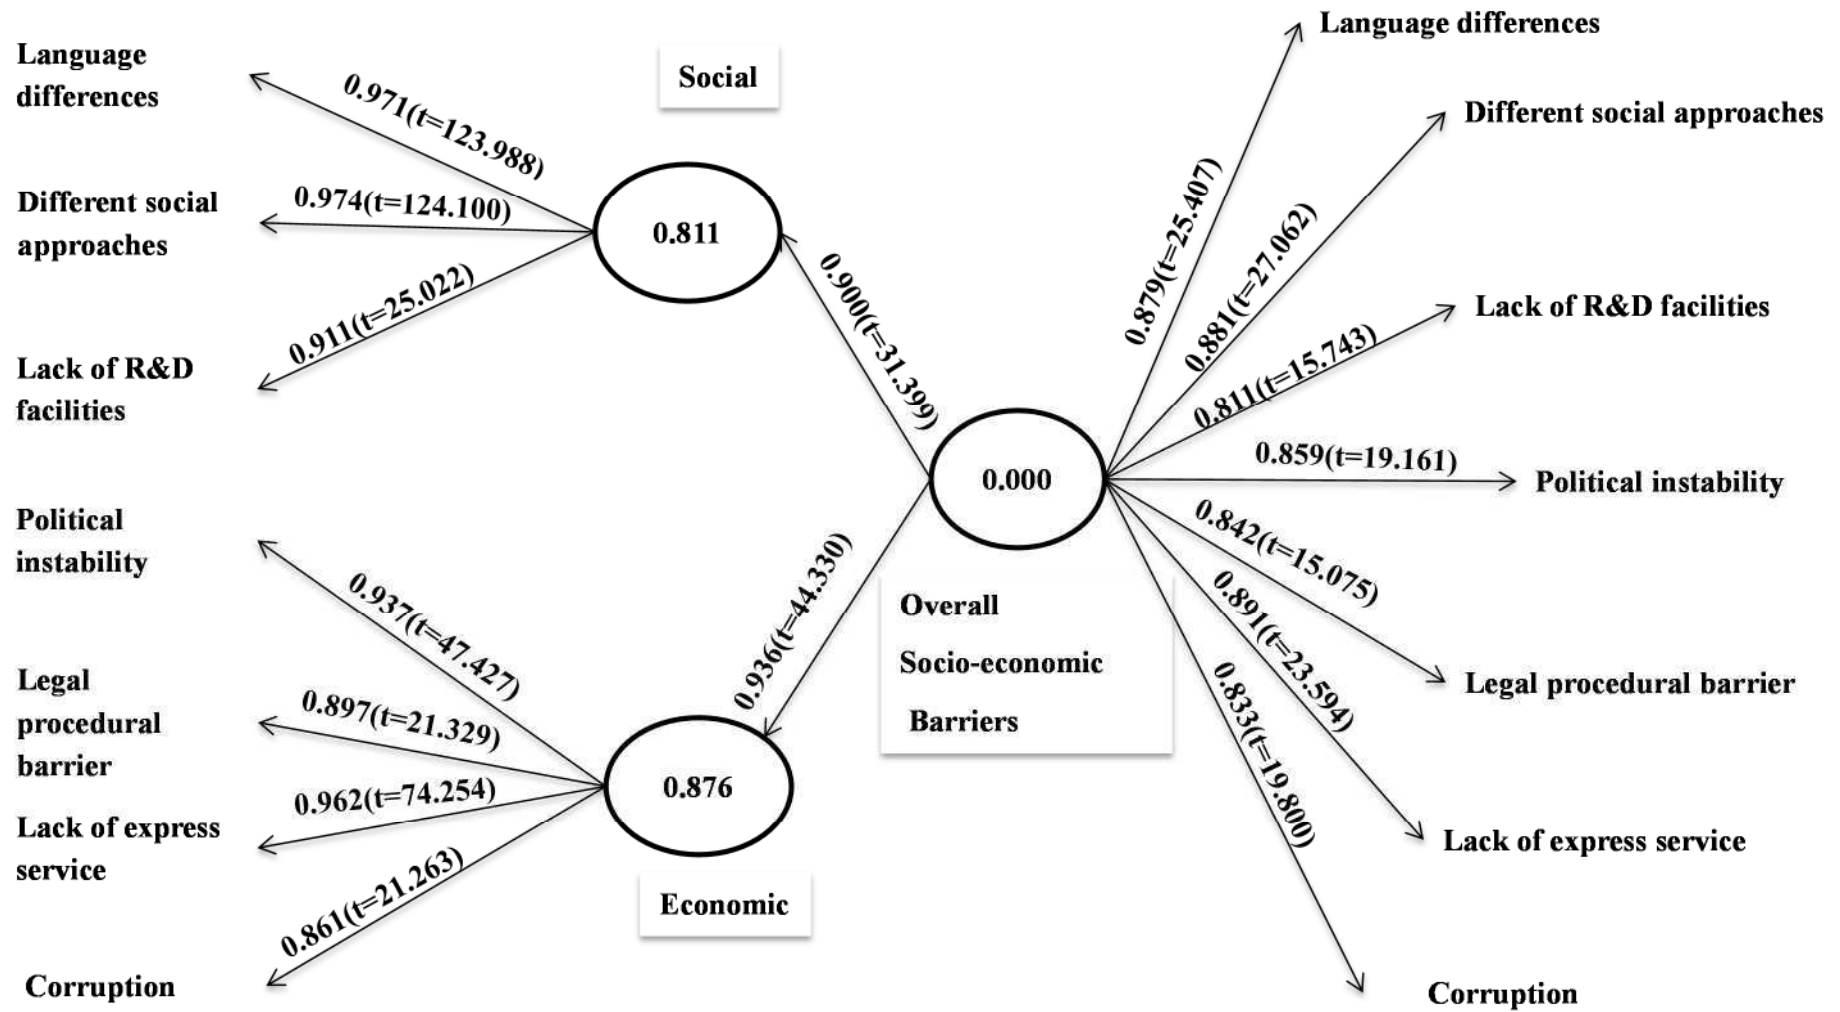 Language
differences
Different social
approaches
Lack of R&D
facilities
Political
instability
Legal
procedural
barrier
Lack of express
service
Corruption
0.971(t=123.988)
0.974(t=124.100)
0.911(t=25.022)
0.937(t=47.427)
0.897(t=21.329)
0.962(t=74.254)
0.861(t=21.263)
Social
0.811
0.876
Economic
0.900(t=31.399)
0.936(t=44.330)
0.000
Overall
Socio-economic
Barriers
0.879(t=25.407)
0.881(t=27.062)
0.811(t=15.743)
0.859(t=19.161)
0.842(t=15.075)
0.891(t=23.594)
0.833(t=19.800)
Language differences
Different social approaches
Lack of R&D facilities
Political instability
Legal procedural barrier
Lack of express service
Corruption